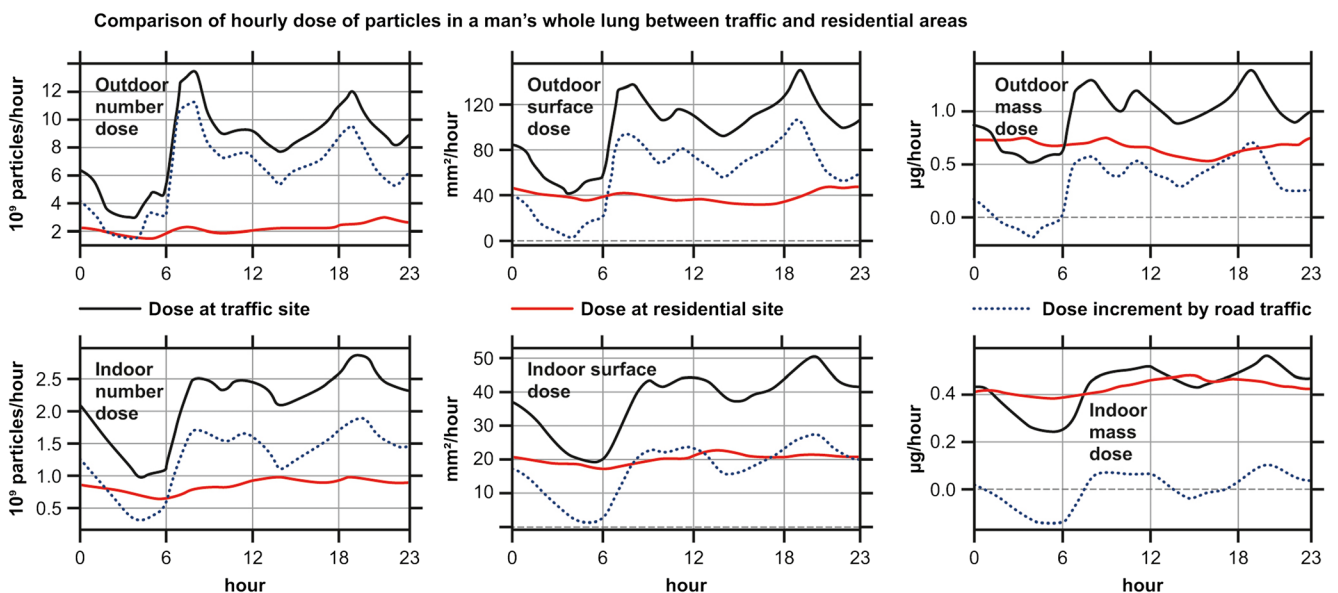 Comparison of hourly dose of particles in a man's whole lung between traffic and residential areas
10⁹ particles/hour
12
10
8
6
4
2
Outdoor
number
dose
0 6 12 18 23
mm²/hour
120
80
40
0
Outdoor
surface
dose
0 6 12 18 23
µg/hour
1.0
0.5
0.0
Outdoor
mass
dose
0 6 12 18 23
Dose at traffic site
Dose at residential site
Dose increment by road traffic
10⁹ particles/hour
2.5
2.0
1.5
1.0
0.5
Indoor
number
dose
0 6 12 18 23
hour
mm²/hour
50
40
30
20
10
Indoor surface
dose
0 6 12 18 23
hour
µg/hour
0.4
0.2
0.0
Indoor
mass
dose
0 6 12 18 23
hour